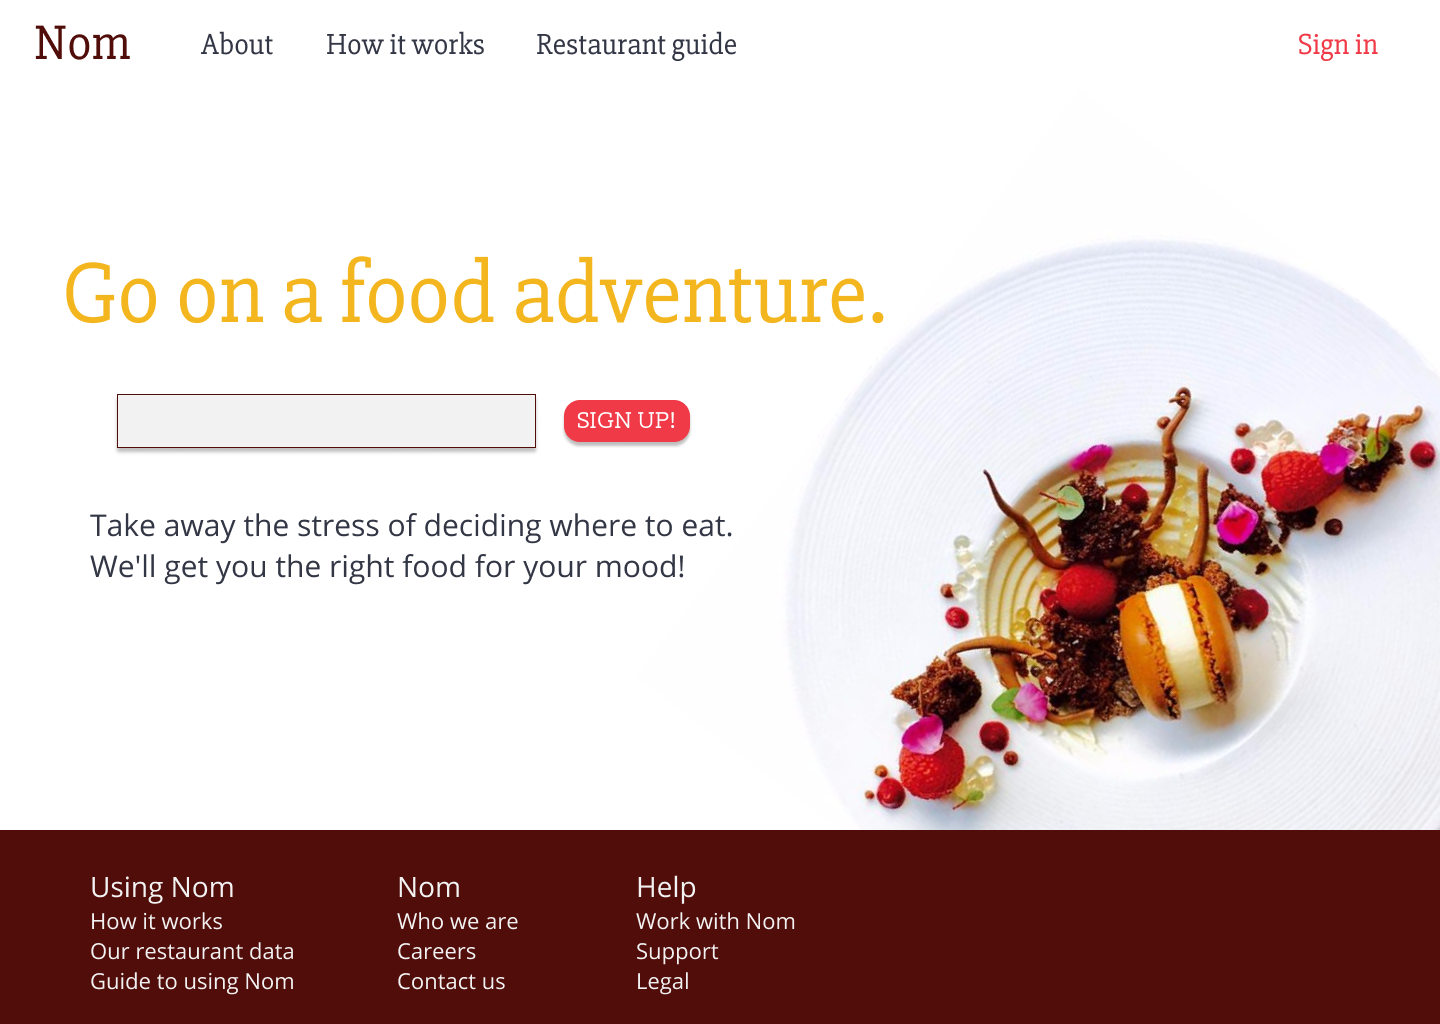 Nom About How it works Restaurant guide Sign in
Go on a food adventure.
SIGN UP!
Take away the stress of deciding where to eat.
We'll get you the right food for your mood!
Using Nom
How it works
Our restaurant data
Guide to using Nom
Nom
Who we are
Careers
Contact us
Help
Work with Nom
Support
Legal